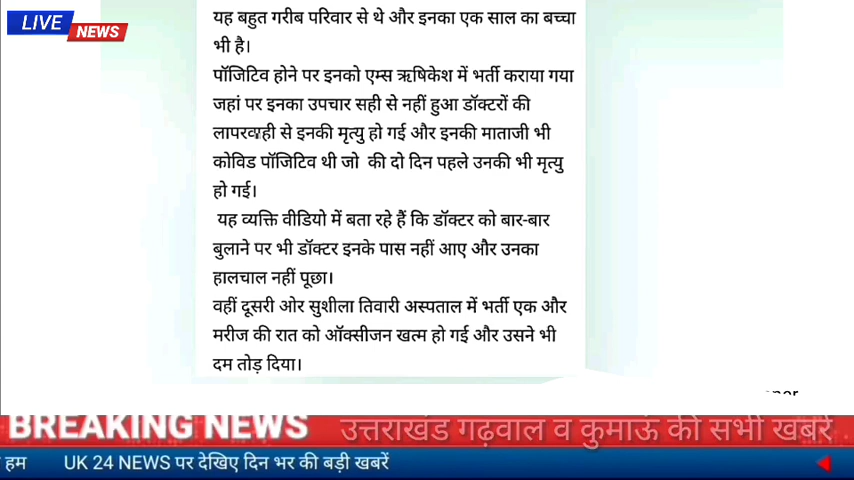 LIVE
NEWS
यह बहुत गरीब परिवार से थे और इनका एक साल का बच्चा
भी है।
पॉजिटिव होने पर इनको एम्स ऋषिकेश में भर्ती कराया गया
जहां पर इनका उपचार सही से नहीं हुआ डॉक्टरों की
लापरवाही से इनकी मृत्यु हो गई और इनकी माताजी भी
कोविड पॉजिटिव थी जो की दो दिन पहले उनकी भी मृत्यु
हो गई।
यह व्यक्ति वीडियो में बता रहे हैं कि डॉक्टर को बार-बार
बुलाने पर भी डॉक्टर इनके पास नहीं आए और उनका
हालचाल नहीं पूछा।
वहीं दूसरी ओर सुशीला तिवारी अस्पताल में भर्ती एक और
मरीज की रात को ऑक्सीजन खत्म हो गई और उसने भी
दम तोड़ दिया।
BREAKING NEWS
उत्तराखंड गढ़वाल व कुमाऊं की सभी खबरें
हम UK 24 NEWS पर देखिए दिन भर की बड़ी खबरें